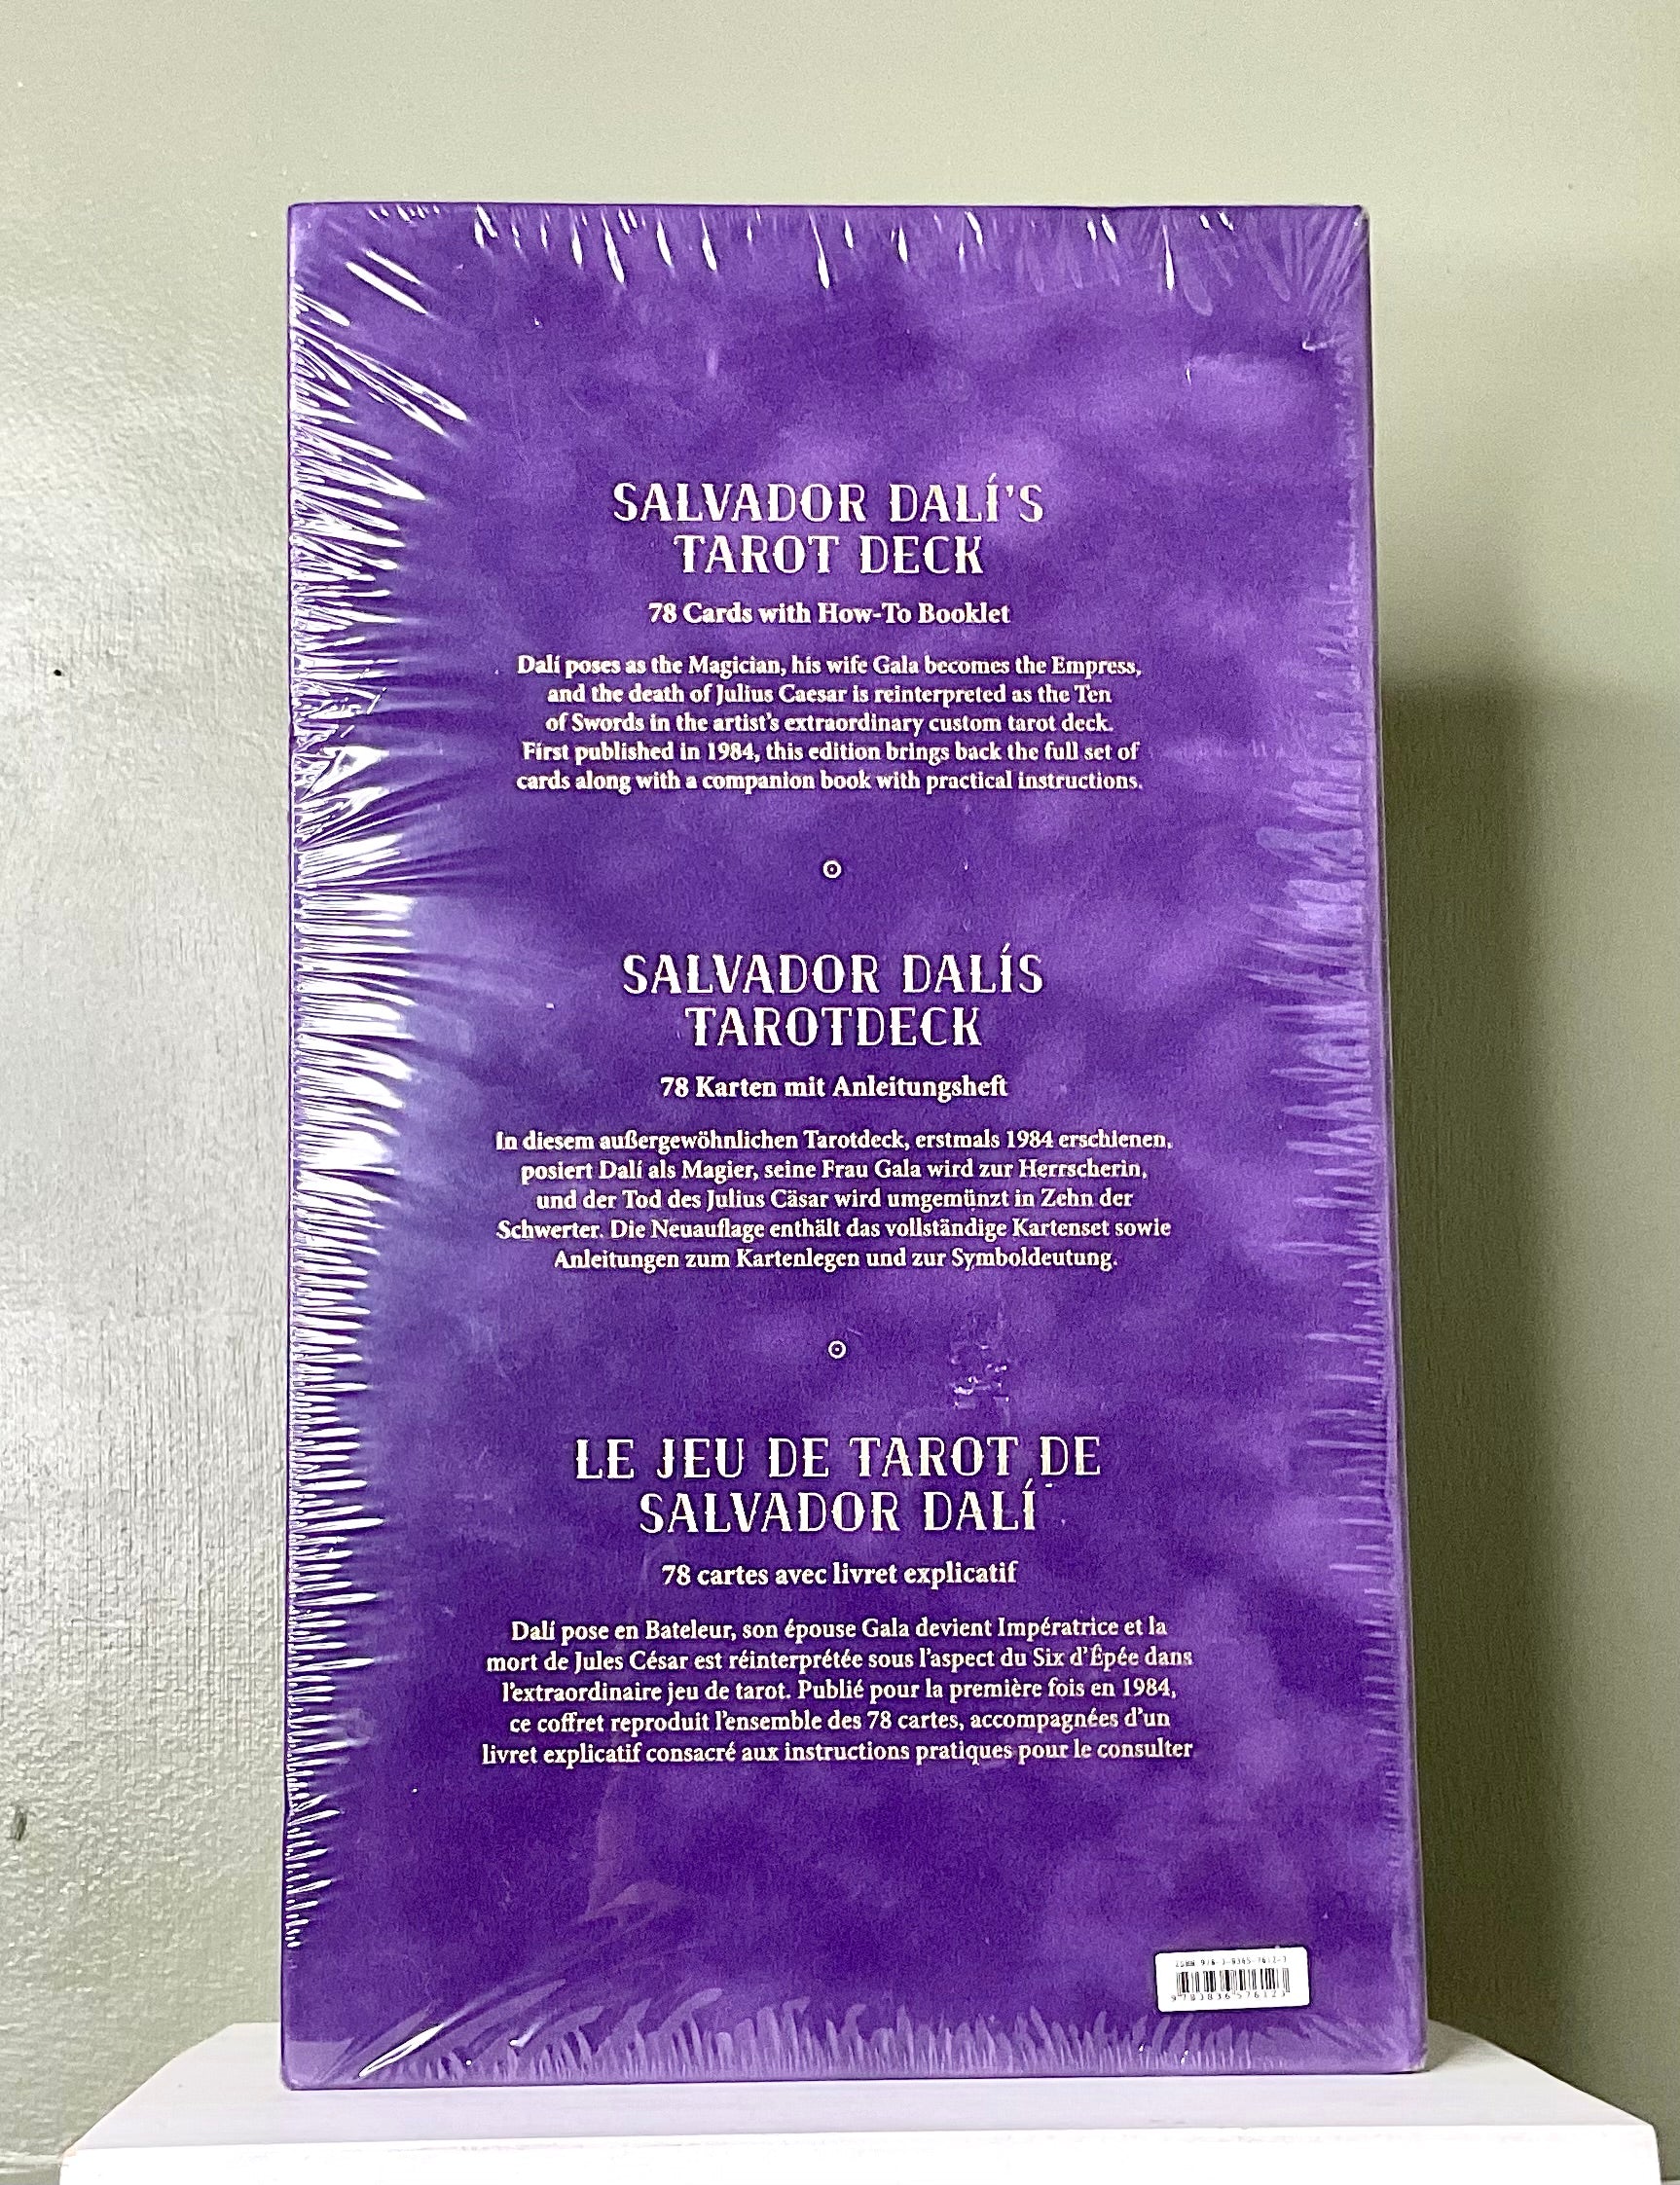 SALVADOR DALÍ'S
TAROT DECK
78 Cards with How-To Booklet
Dalí poses as the Magician, his wife Gala becomes the Empress,
and the death of Julius Caesar is reinterpreted as the Ten
of Swords in the artist's extraordinary custom tarot deck.
First published in 1984, this edition brings back the full set of
cards along with a companion book with practical instructions.
SALVADOR DALÍS
TAROTDECK
78 Karten mit Anleitungsheft
In diesem außergewöhnlichen Tarotdeck, erstmals 1984 erschienen,
posiert Dalí als Magier, seine Frau Gala wird zur Herrscherin,
und der Tod des Julius Cäsar wird umgemünzt in Zehn der
Schwerter. Die Neuauflage enthält das vollständige Kartenset sowie
Anleitungen zum Kartenlegen und zur Symboldeutung.
LE JEU DE TAROT DE
SALVADOR DALÍ
78 cartes avec livret explicatif
Dalí pose en Bateleur, son épouse Gala devient Impératrice et la
mort de Jules César est réinterprétée sous l'aspect du Six d'Épée dans
l'extraordinaire jeu de tarot. Publié pour la première fois en 1984,
ce coffret reproduit l'ensemble des 78 cartes, accompagnées d'un
livret explicatif consacré aux instructions pratiques pour le consulter
ISBN 978-3-8365-7612-3
9 783836 576123